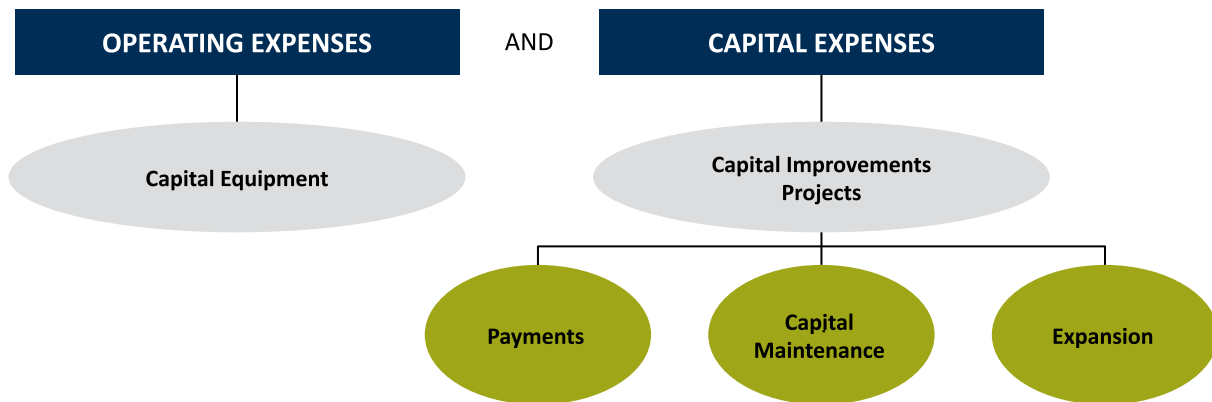 OPERATING EXPENSES AND CAPITAL EXPENSES
Capital Equipment
Capital Improvements
Projects
Payments
Capital
Maintenance
Expansion